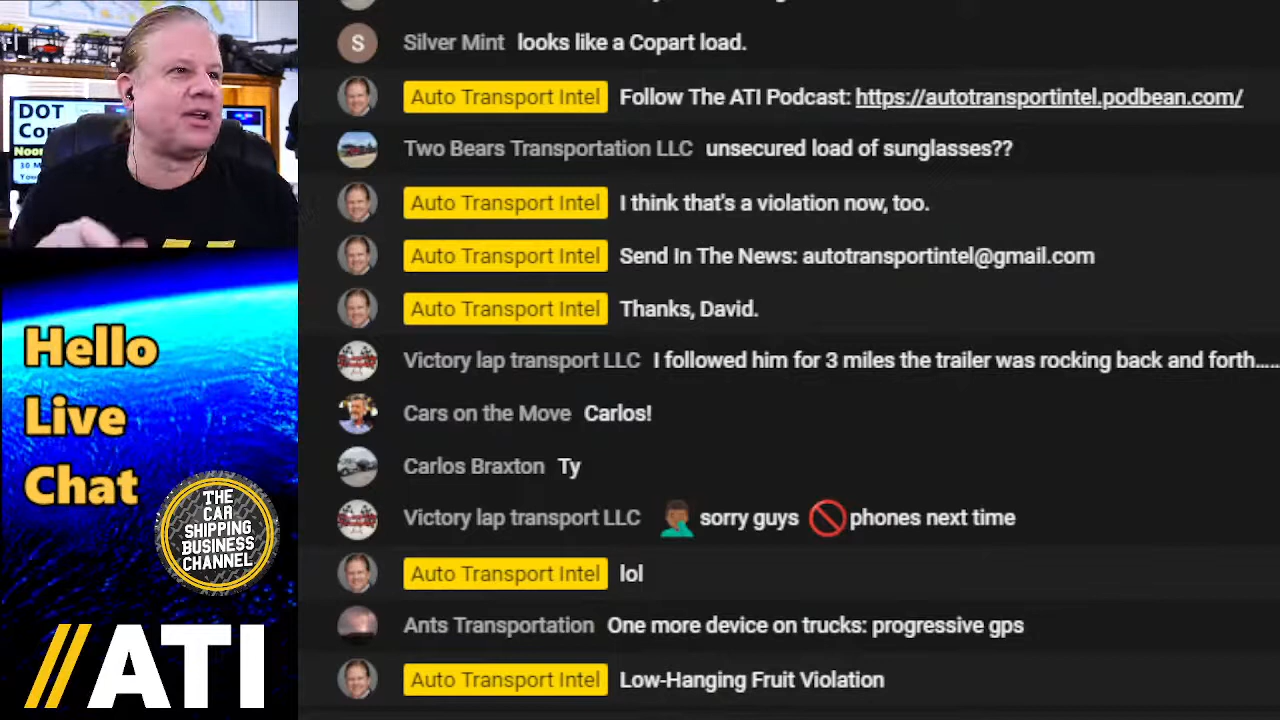 Silver Mint looks like a Copart load.
Auto Transport Intel Follow The ATI Podcast: https://autotransportintel.podbean.com/
Two Bears Transportation LLC unsecured load of sunglasses??
Auto Transport Intel I think that's a violation now, too.
Auto Transport Intel Send In The News: autotransportintel@gmail.com
Auto Transport Intel Thanks, David.
Victory lap transport LLC I followed him for 3 miles the trailer was rocking back and forth.....
Cars on the Move Carlos!
Carlos Braxton Ty
Victory lap transport LLC 🤦🏾‍♂️ sorry guys 🚫 phones next time
Auto Transport Intel lol
Ants Transportation One more device on trucks: progressive gps
Auto Transport Intel Low-Hanging Fruit Violation
S
DOT
Hello
Live
Chat
THE
CAR
SHIPPING
BUSINESS
CHANNEL
//ATI